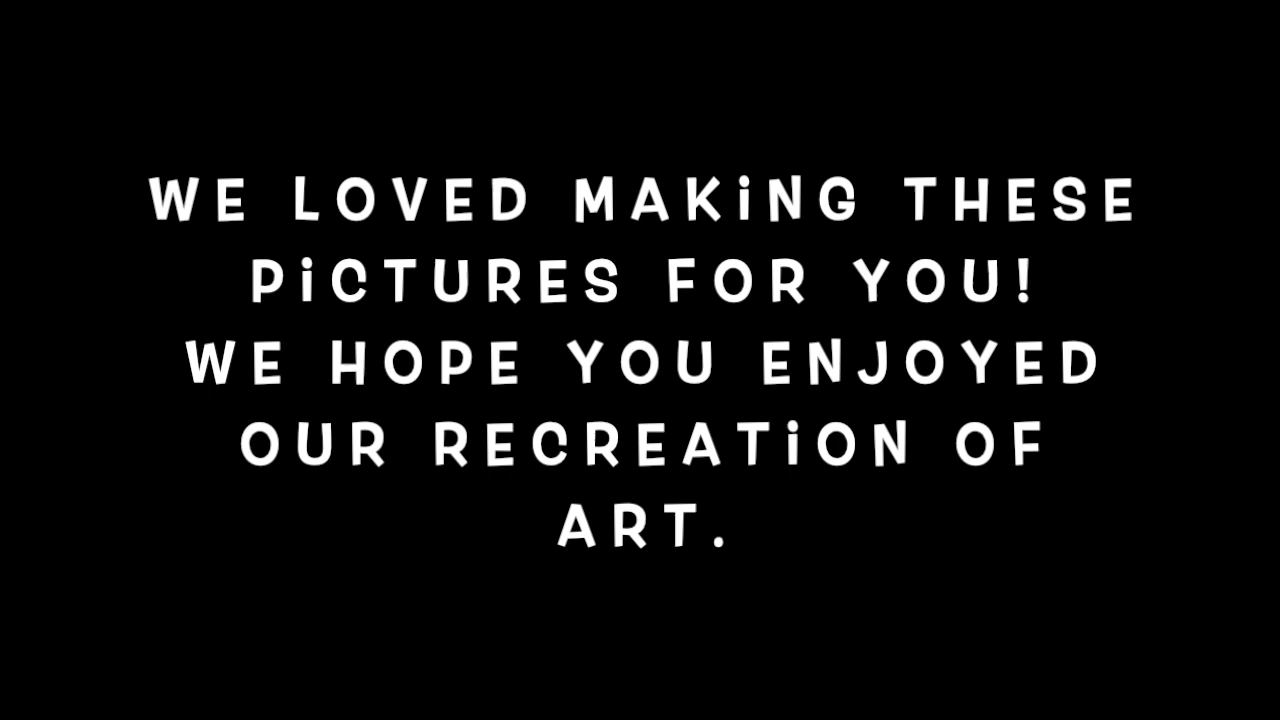 WE LOVED MAKiNG THESE
PiCTURES FOR YOU!
WE HOPE YOU ENJOYED
OUR RECREATiON OF
ART.